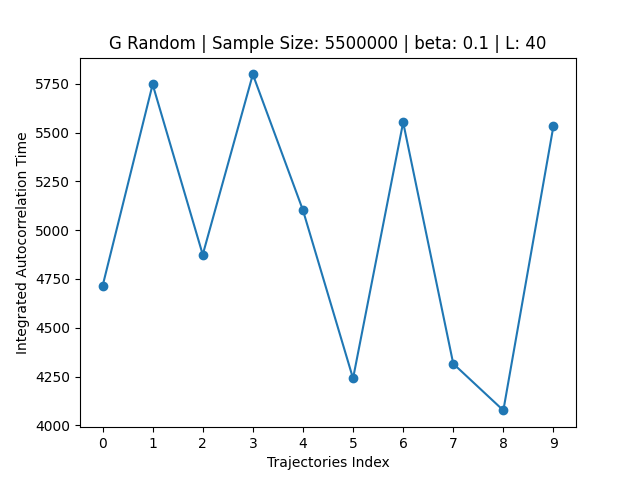 G Random | Sample Size: 5500000 | beta: 0.1 | L: 40
Integrated Autocorrelation Time
5750
5500
5250
5000
4750
4500
4250
4000
0 1 2 3 4 5 6 7 8 9
Trajectories Index